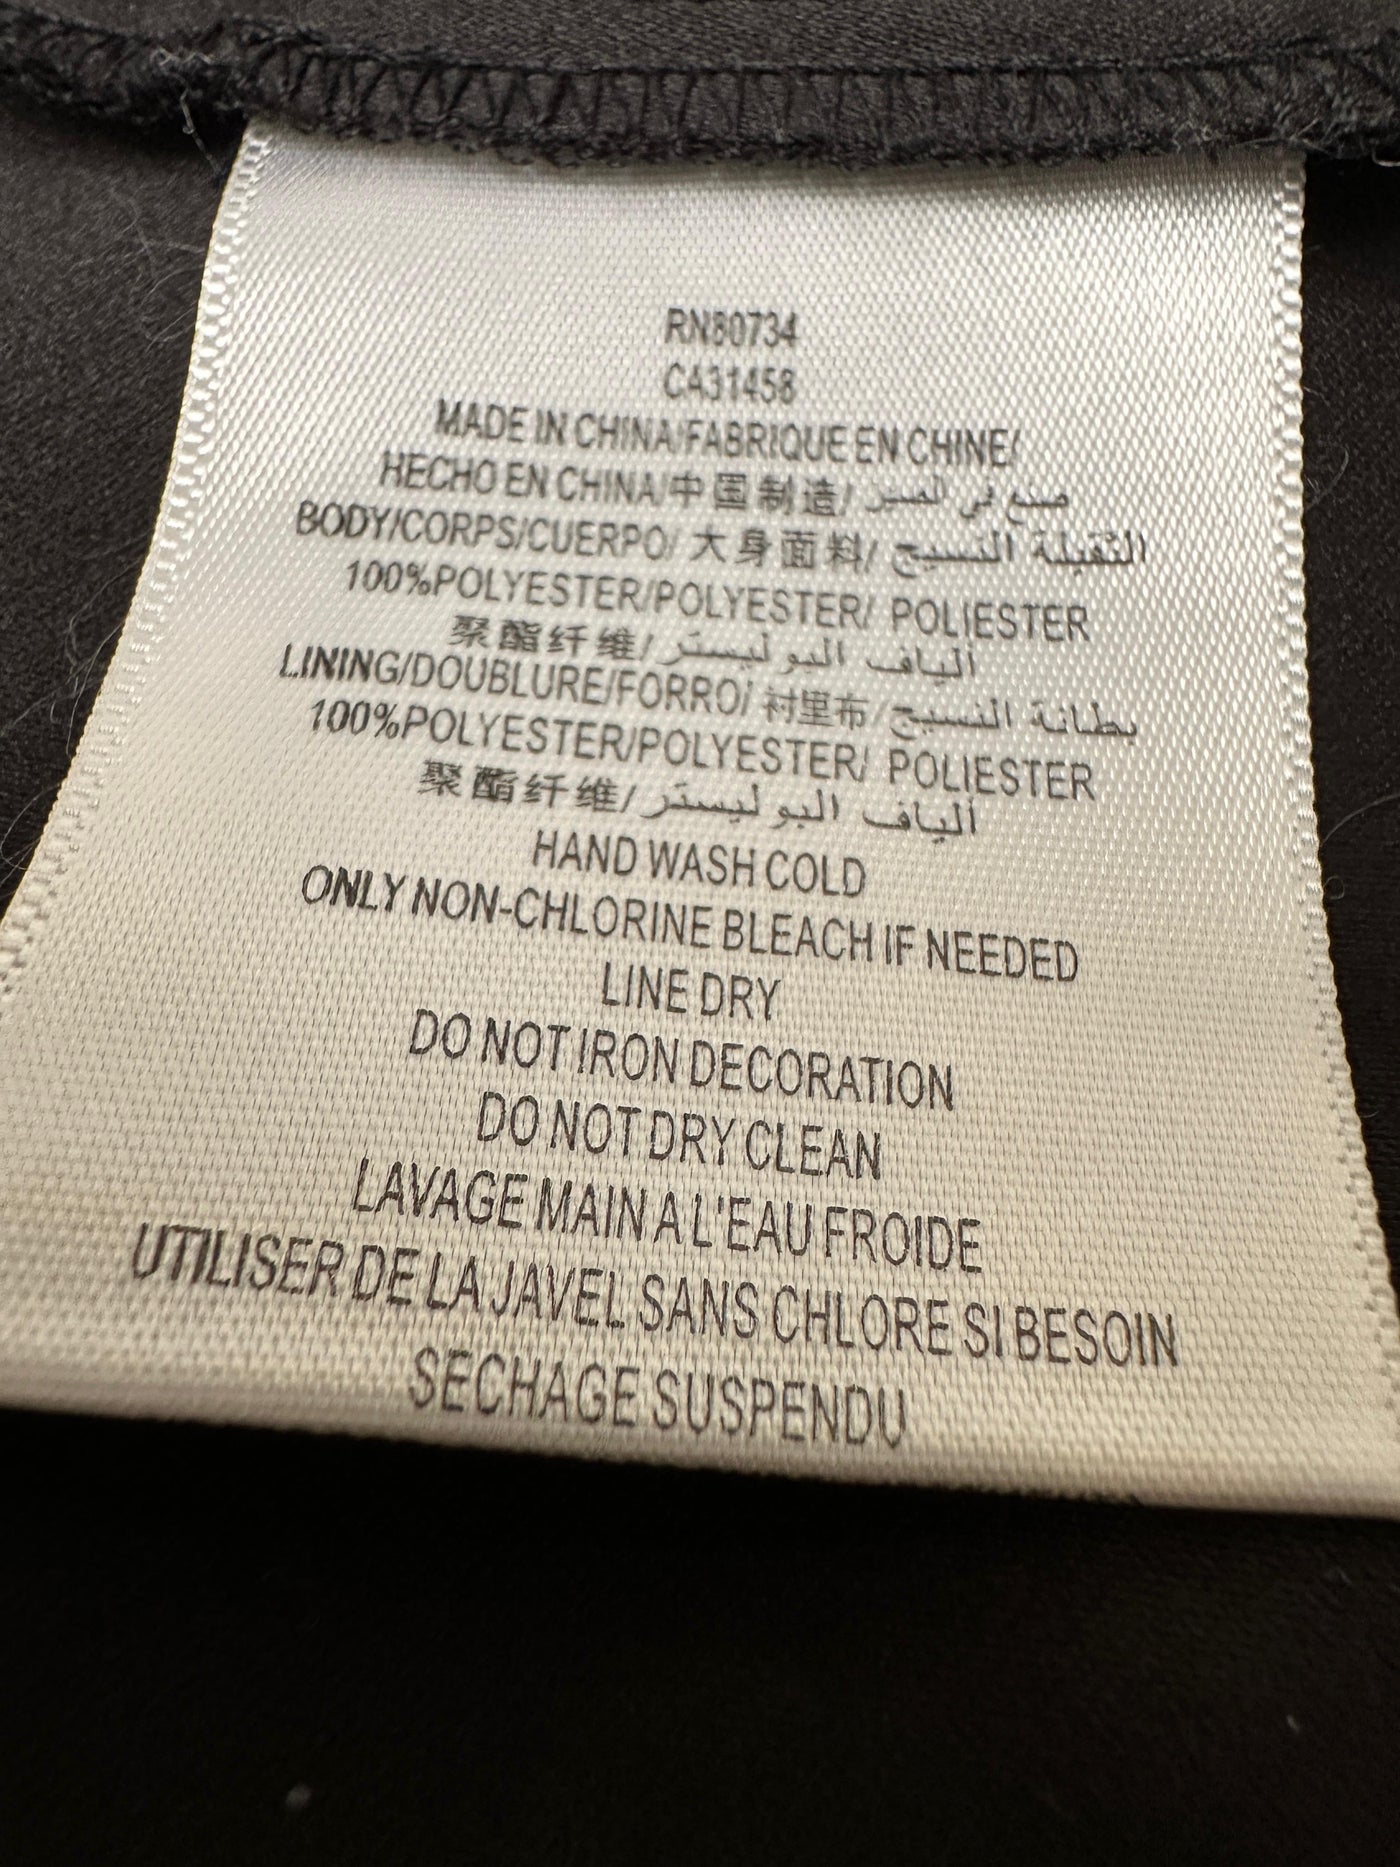 RN80734
CA31458
MADE IN CHINA/FABRIQUE EN CHINE/
HECHO EN CHINA/中国制造/ صنع في الصين
BODY/CORPS/CUERPO/ 大身面料/ الثقيلة النسيج
100%POLYESTER/POLYESTER/ POLIESTER
聚酯纤维/ ألياف البوليستر
LINING/DOUBLURE/FORRO/ 衬里布/ بطانة النسيج
100%POLYESTER/POLYESTER/ POLIESTER
聚酯纤维/ ألياف البوليستر
HAND WASH COLD
ONLY NON-CHLORINE BLEACH IF NEEDED
LINE DRY
DO NOT IRON DECORATION
DO NOT DRY CLEAN
LAVAGE MAIN A L'EAU FROIDE
UTILISER DE LA JAVEL SANS CHLORE SI BESOIN
SECHAGE SUSPENDU